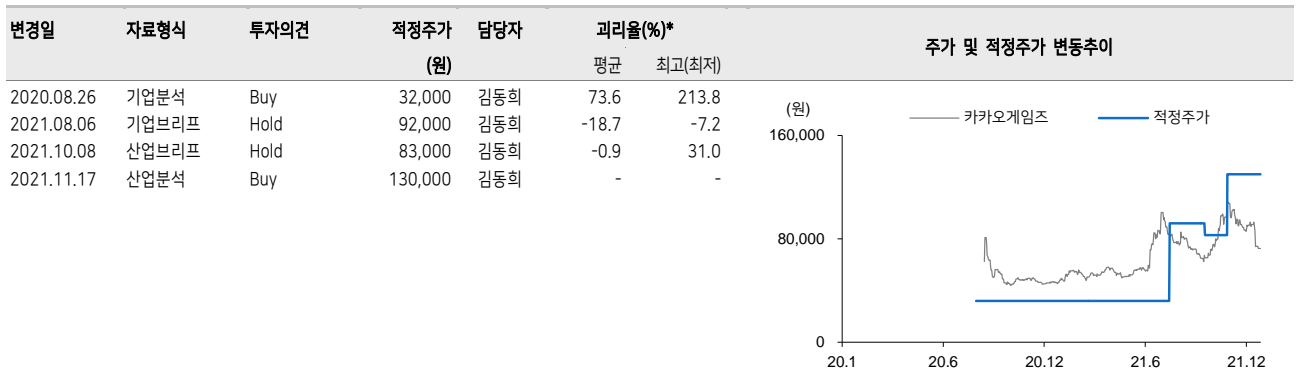 변경일 자료형식 투자의견 적정주가 담당자 괴리율(%)* 주가 및 적정주가 변동추이
(원) 평균 최고(최저)
2020.08.26 기업분석 Buy 32,000 김동희 73.6 213.8
2021.08.06 기업브리프 Hold 92,000 김동희 -18.7 -7.2
2021.10.08 산업브리프 Hold 83,000 김동희 -0.9 31.0
2021.11.17 산업분석 Buy 130,000 김동희 - -
(원) 카카오게임즈 적정주가
160,000
80,000
0
20.1 20.6 20.12 21.6 21.12